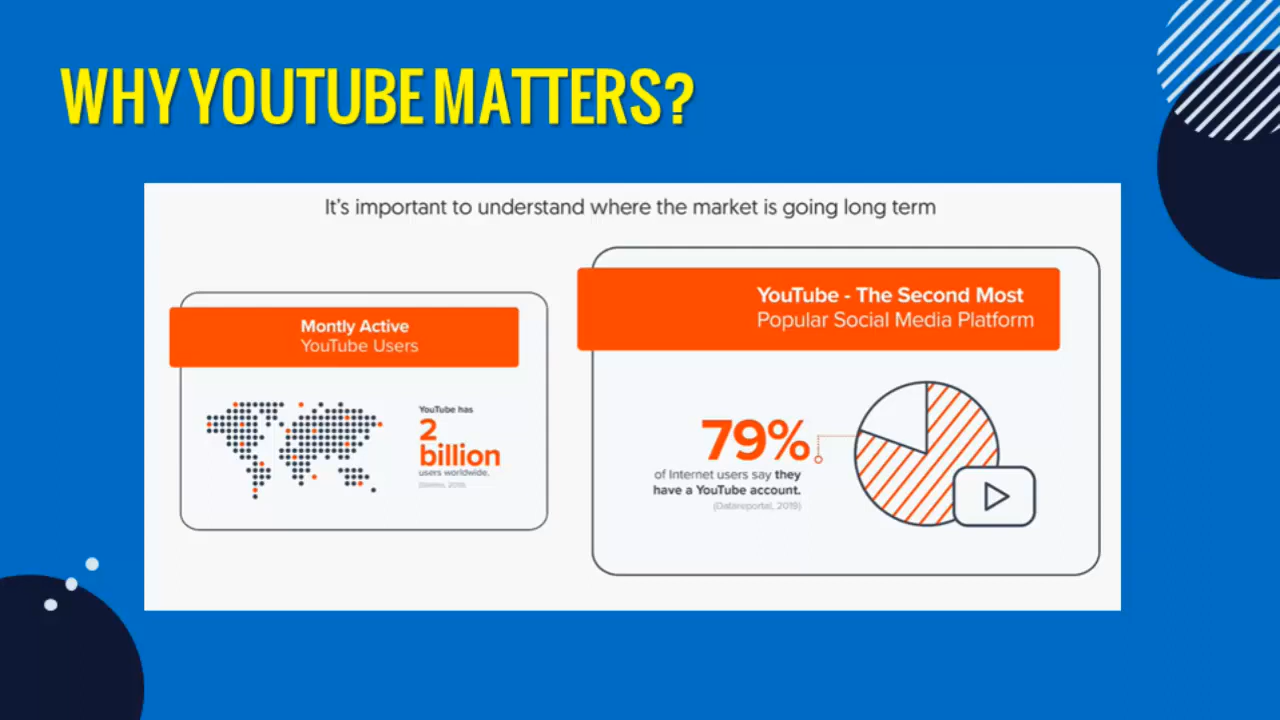 WHY YOUTUBE MATTERS?
It's important to understand where the market is going long term
Montly Active
YouTube Users
YouTube has
2
billion
users worldwide.
YouTube - The Second Most
Popular Social Media Platform
79%
of Internet users say they
have a YouTube account.
(Datareportal, 2019)